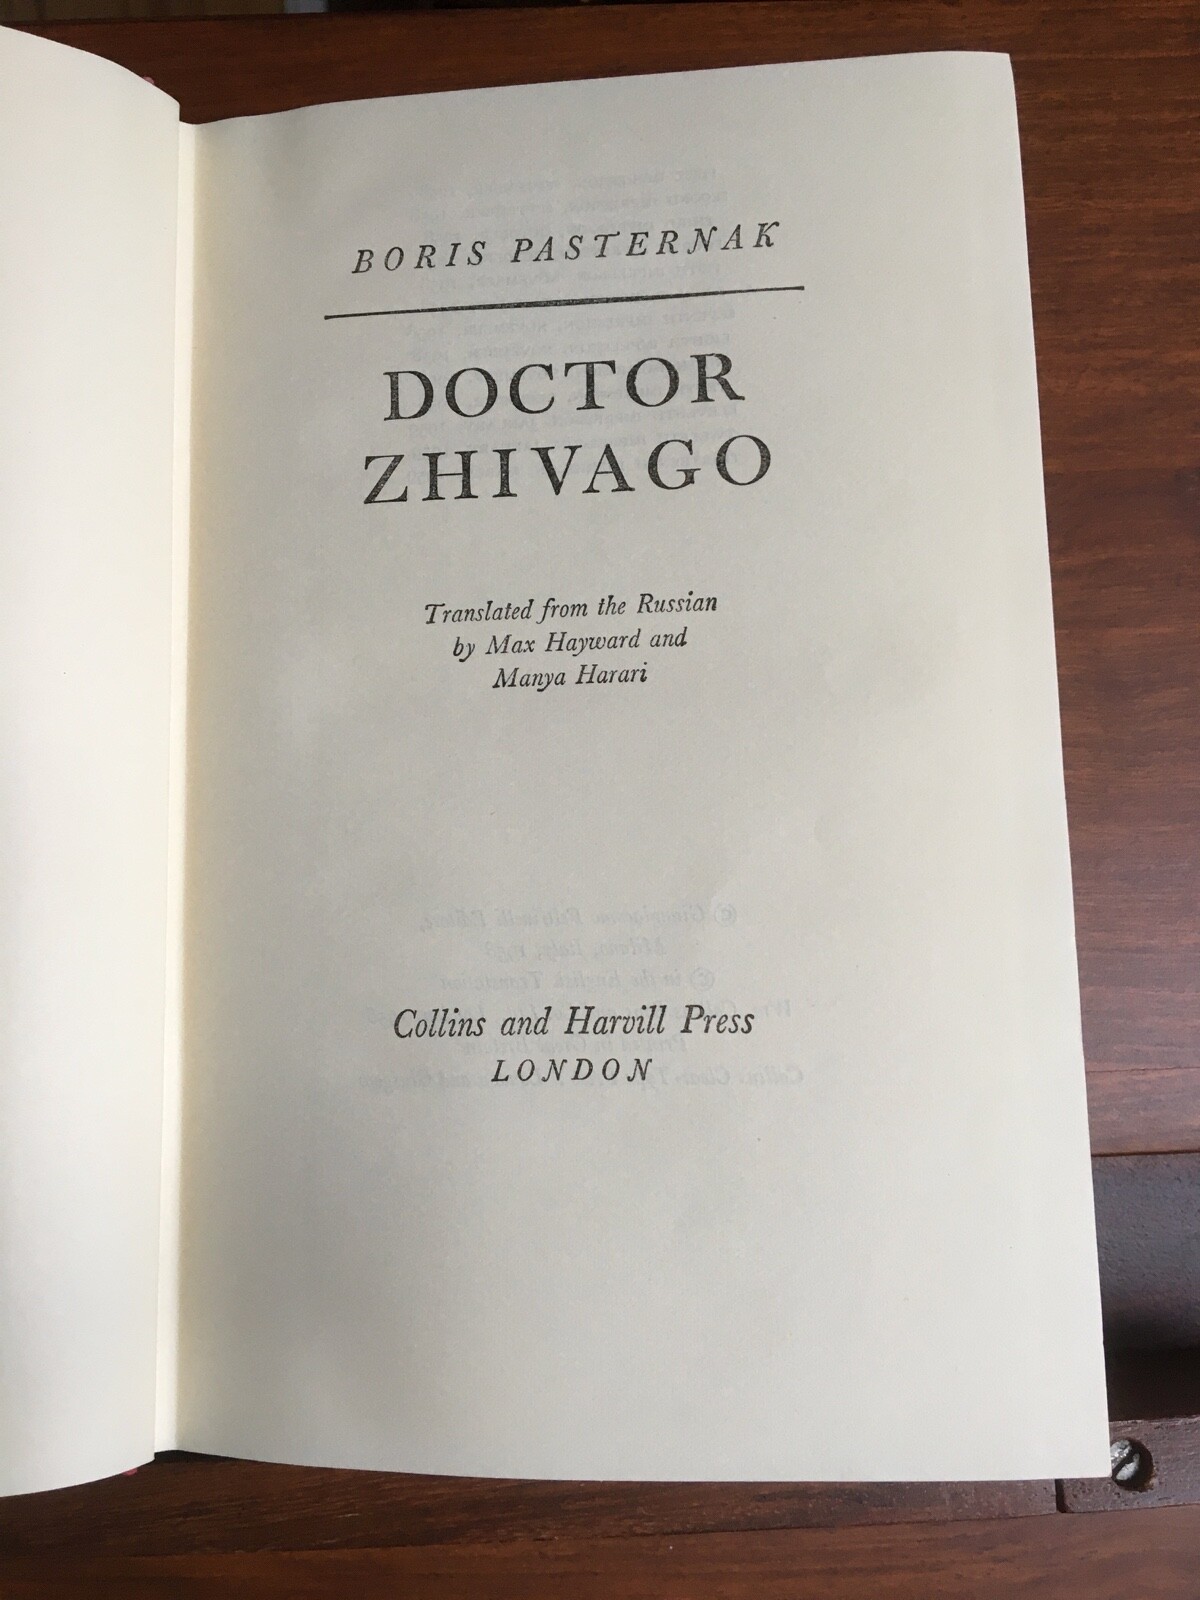 BORIS PASTERNAK
DOCTOR
ZHIVAGO
Translated from the Russian
by Max Hayward and
Manya Harari
Collins and Harvill Press
LONDON